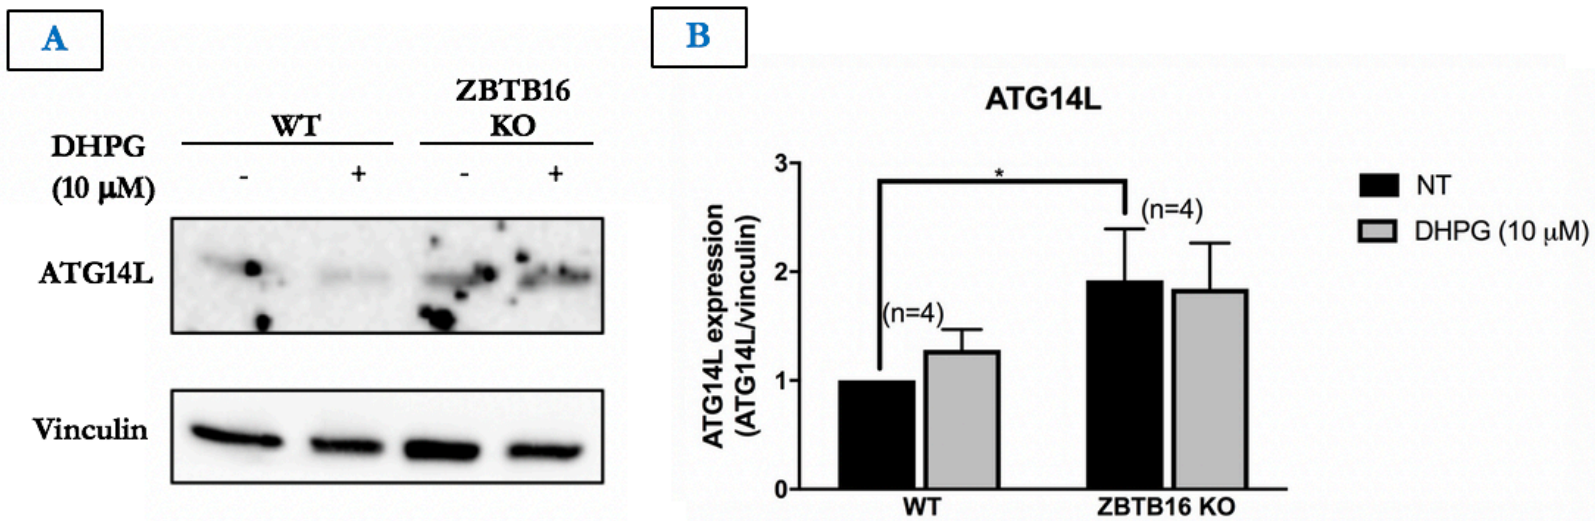 A
ZBTB16
WT KO
DHPG
(10 μM) - + - +
ATG14L
Vinculin
B
ATG14L
ATG14L expression
(ATG14L/vinculin)
3
2
1
0
*
(n=4)
(n=4)
WT ZBTB16 KO
NT
DHPG (10 μM)